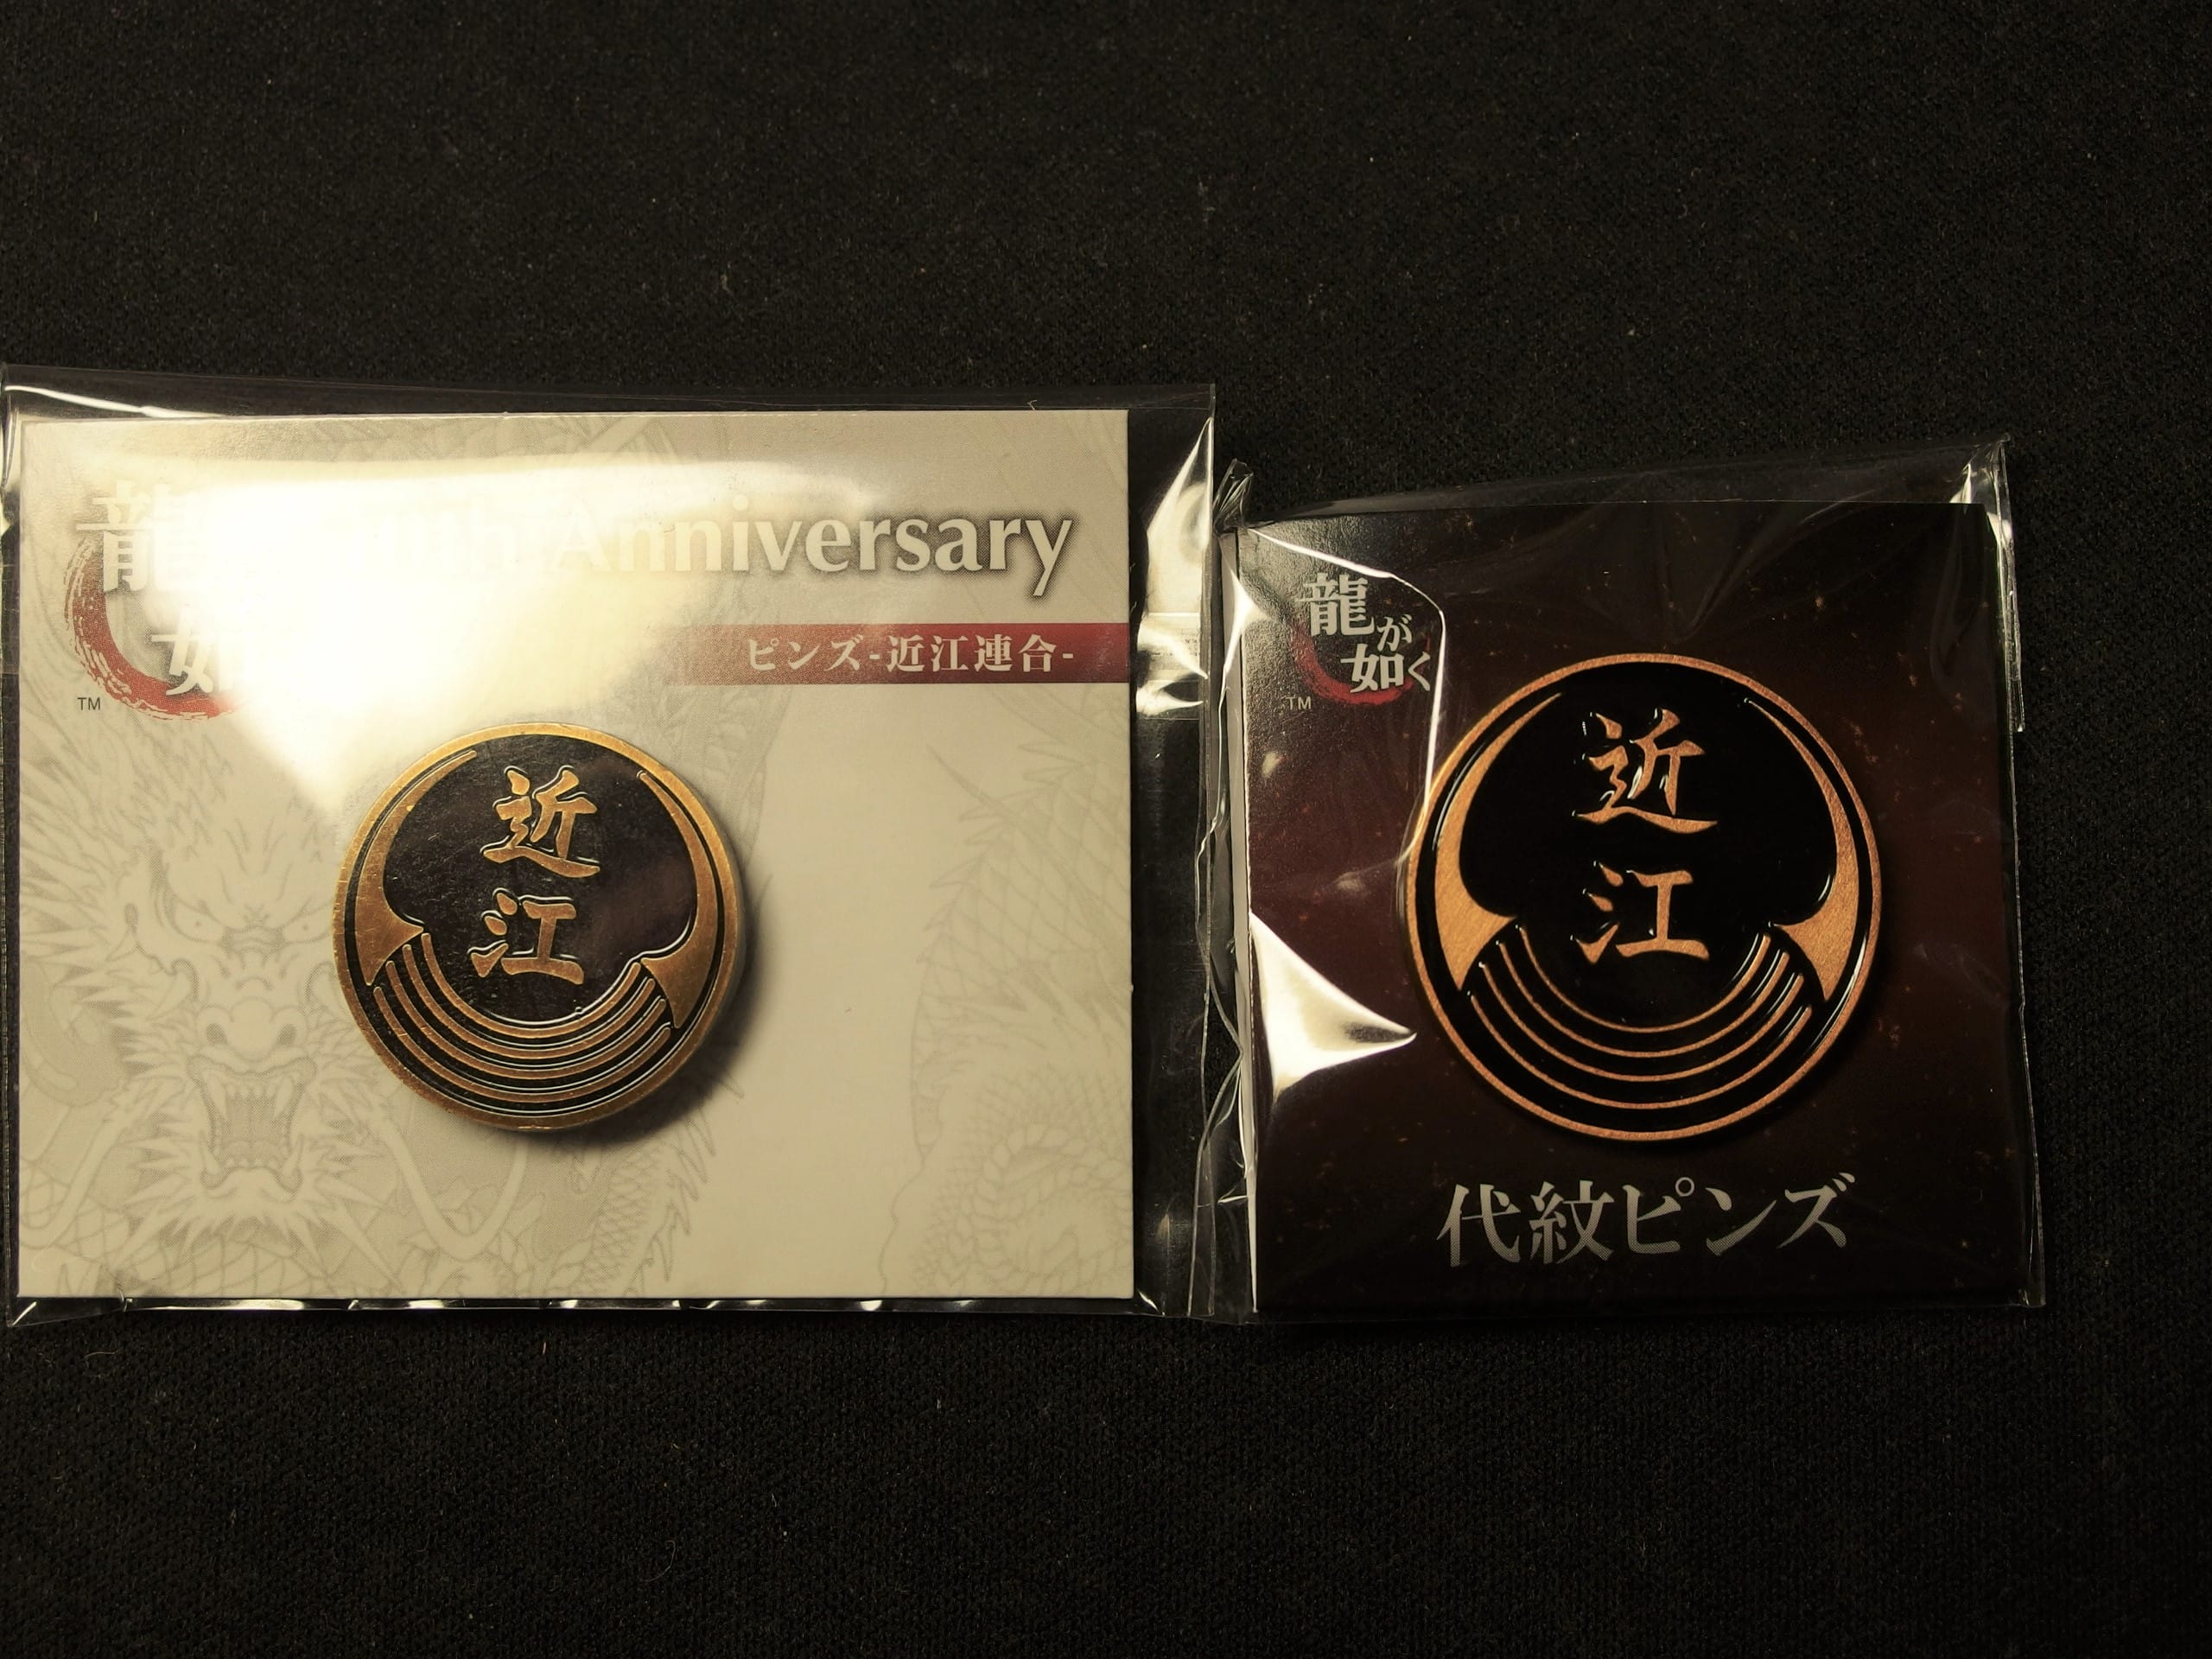 龍
如
TM
Anniversary
ピンズ-近江連合-
近
江
龍が
如く
TM
近
江
代紋ピンズ